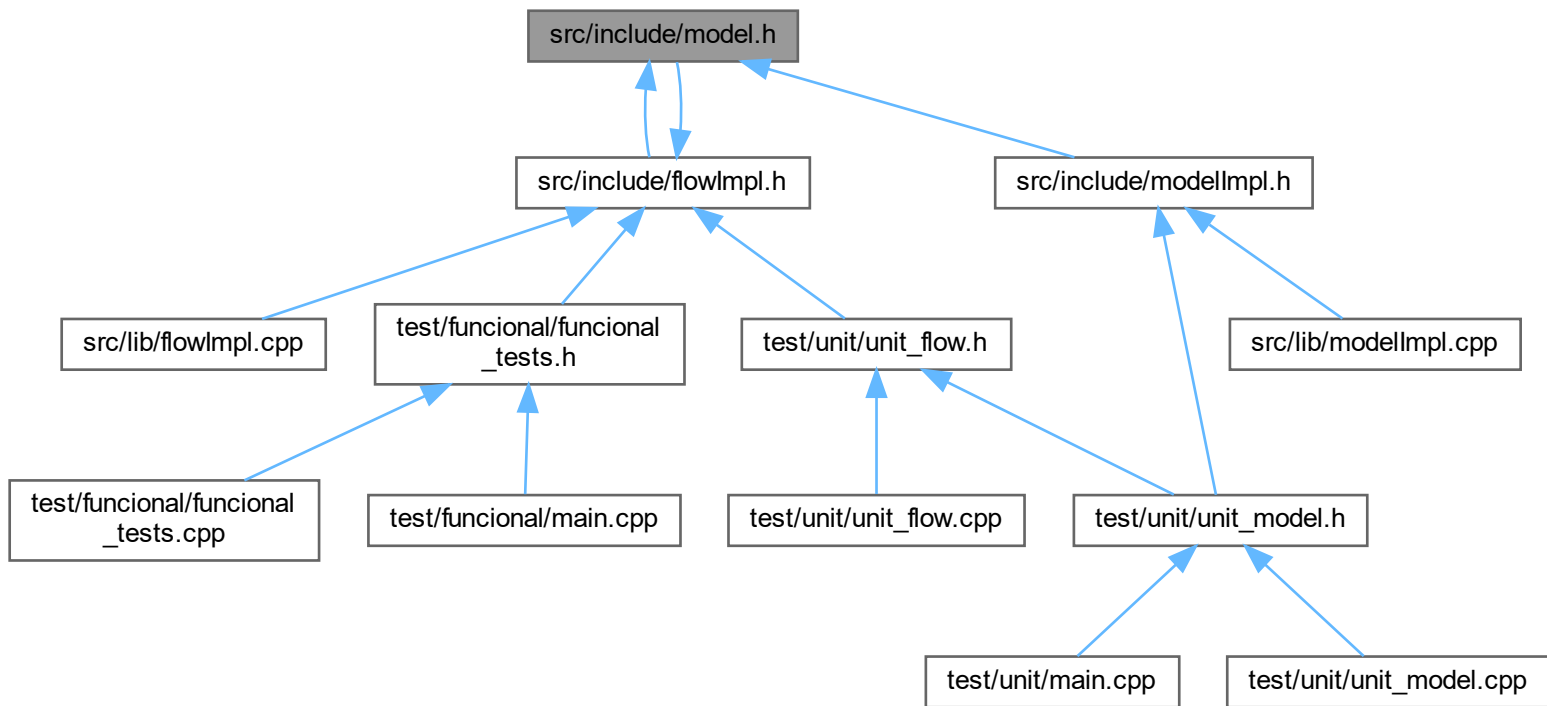 src/include/model.h
src/include/flowImpl.h
src/include/modelImpl.h
src/lib/flowImpl.cpp
test/funcional/funcional
_tests.h
test/unit/unit_flow.h
src/lib/modelImpl.cpp
test/funcional/funcional
_tests.cpp
test/funcional/main.cpp
test/unit/unit_flow.cpp
test/unit/unit_model.h
test/unit/main.cpp
test/unit/unit_model.cpp